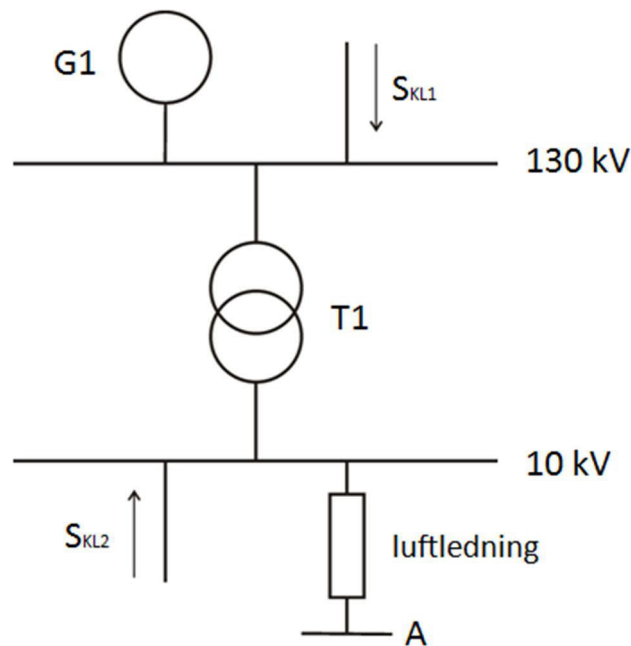 G1
SKL1
130 kV
T1
10 kV
SKL2
luftledning
A